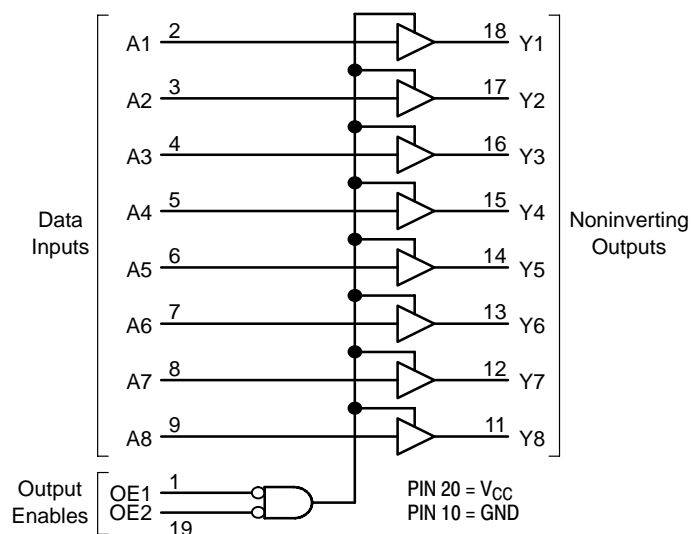 A1 2 18 Y1
A2 3 17 Y2
A3 4 16 Y3
A4 5 15 Y4
Data
Inputs
Noninverting
Outputs
A5 6 14 Y5
A6 7 13 Y6
A7 8 12 Y7
A8 9 11 Y8
Output
Enables
OE1 1
OE2 19
PIN 20 = VCC
PIN 10 = GND